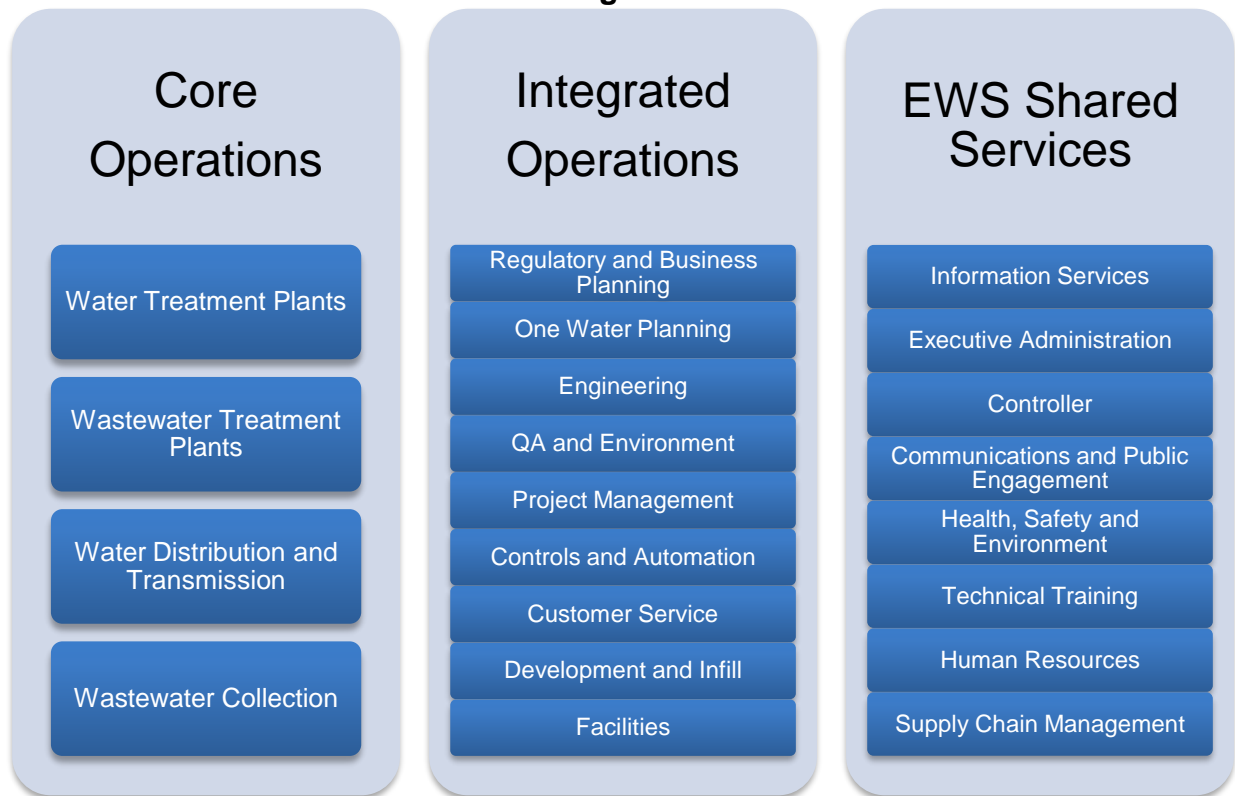 Core
Operations
Water Treatment Plants
Wastewater Treatment
Plants
Water Distribution and
Transmission
Wastewater Collection
Integrated
Operations
Regulatory and Business
Planning
One Water Planning
Engineering
QA and Environment
Project Management
Controls and Automation
Customer Service
Development and Infill
Facilities
EWS Shared
Services
Information Services
Executive Administration
Controller
Communications and Public
Engagement
Health, Safety and
Environment
Technical Training
Human Resources
Supply Chain Management